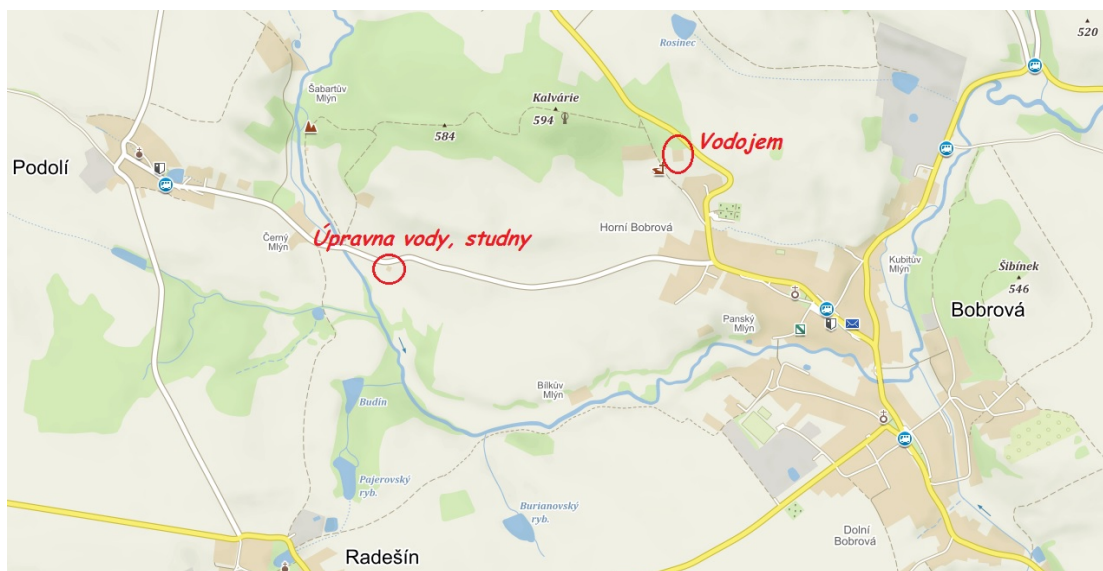 520
Rosinec
Šabartův
Mlýn
Kalvárie
594
584
Vodojem
Podolí
Horní Bobrová
Černý
Mlýn
Úpravna vody, studny
Kubitův
Mlýn
Šibínek
546
Bobrová
Panský
Mlýn
Bílkův
Mlýn
Budín
Pajerovský
ryb.
Burianovský
ryb.
Dolní
Bobrová
Radešín